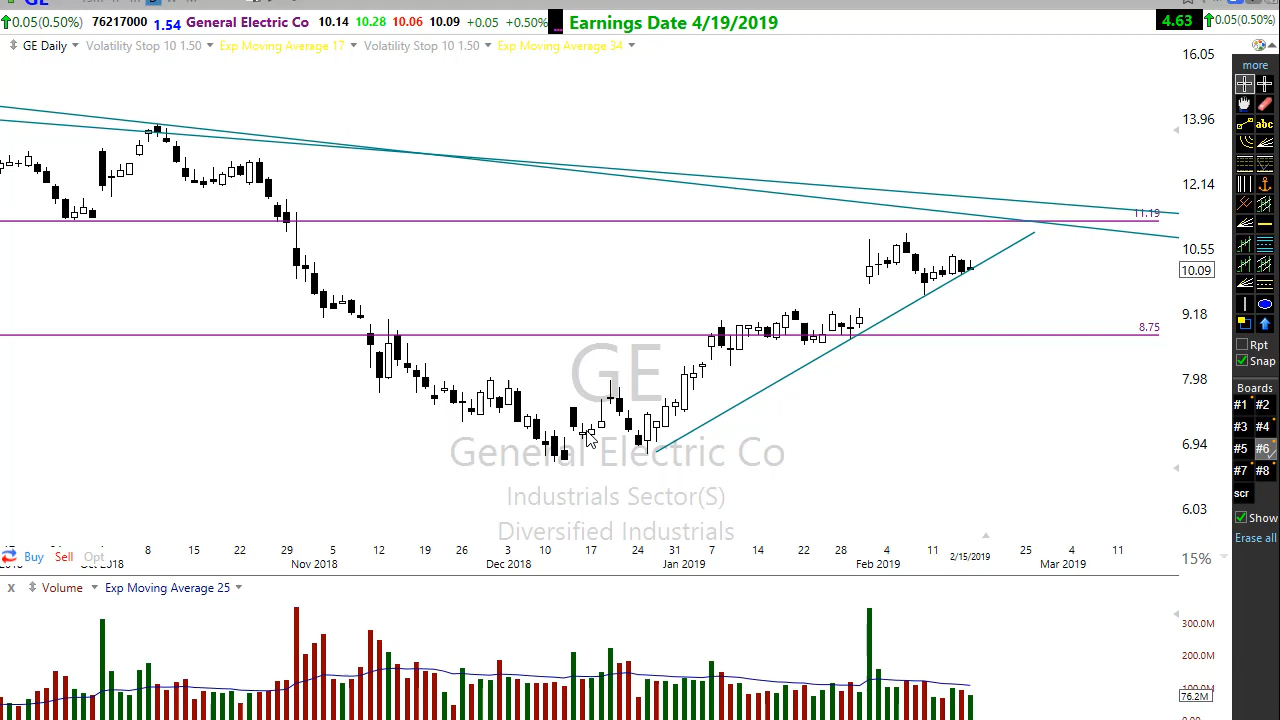 GE
+0.05(0.50%) 76217000 1.54 General Electric Co 10.14 10.28 10.06 10.09 +0.05 +0.50% Earnings Date 4/19/2019 4.63 0.05(0.50%)
GE Daily Volatility Stop 10 1.50 Exp Moving Average 17 Volatility Stop 10 1.50 Exp Moving Average 34
16.05
more
13.96
abc
12.14
11.19
10.55
10.09
9.18
8.75
Rpt
Snap
7.98
Boards
#1 #2
#3 #4
#5 #6
#7 #8
scr
Show
Erase all
6.94
6.03
15%
GE
General Electric Co
Industrials Sector(S)
Diversified Industrials
8 15 22 29 5 12 19 26 3 10 17 24 31 7 14 22 28 4 11 2/15/2019 25 4 11
Oct 2018 Nov 2018 Dec 2018 Jan 2019 Feb 2019 Mar 2019
Buy Sell Opt
x Volume Exp Moving Average 25
300.0M
200.0M
100.0M
76.2M
0.00